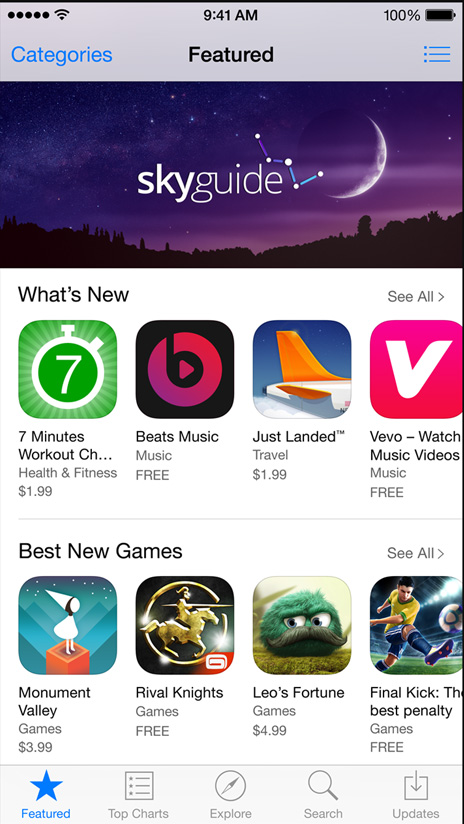 9:41 AM 100%
Categories Featured
skyguide
What's New See All >
7
b
V
7 Minutes Workout Ch...
Health & Fitness
$1.99
Beats Music
Music
FREE
Just Landed™
Travel
$1.99
Vevo – Watch
Music Videos
Music
FREE
Best New Games See All >
Monument
Valley
Games
$3.99
Rival Knights
Games
FREE
Leo's Fortune
Games
$4.99
Final Kick: The
best penalty
Games
FREE
Featured Top Charts Explore Search Updates